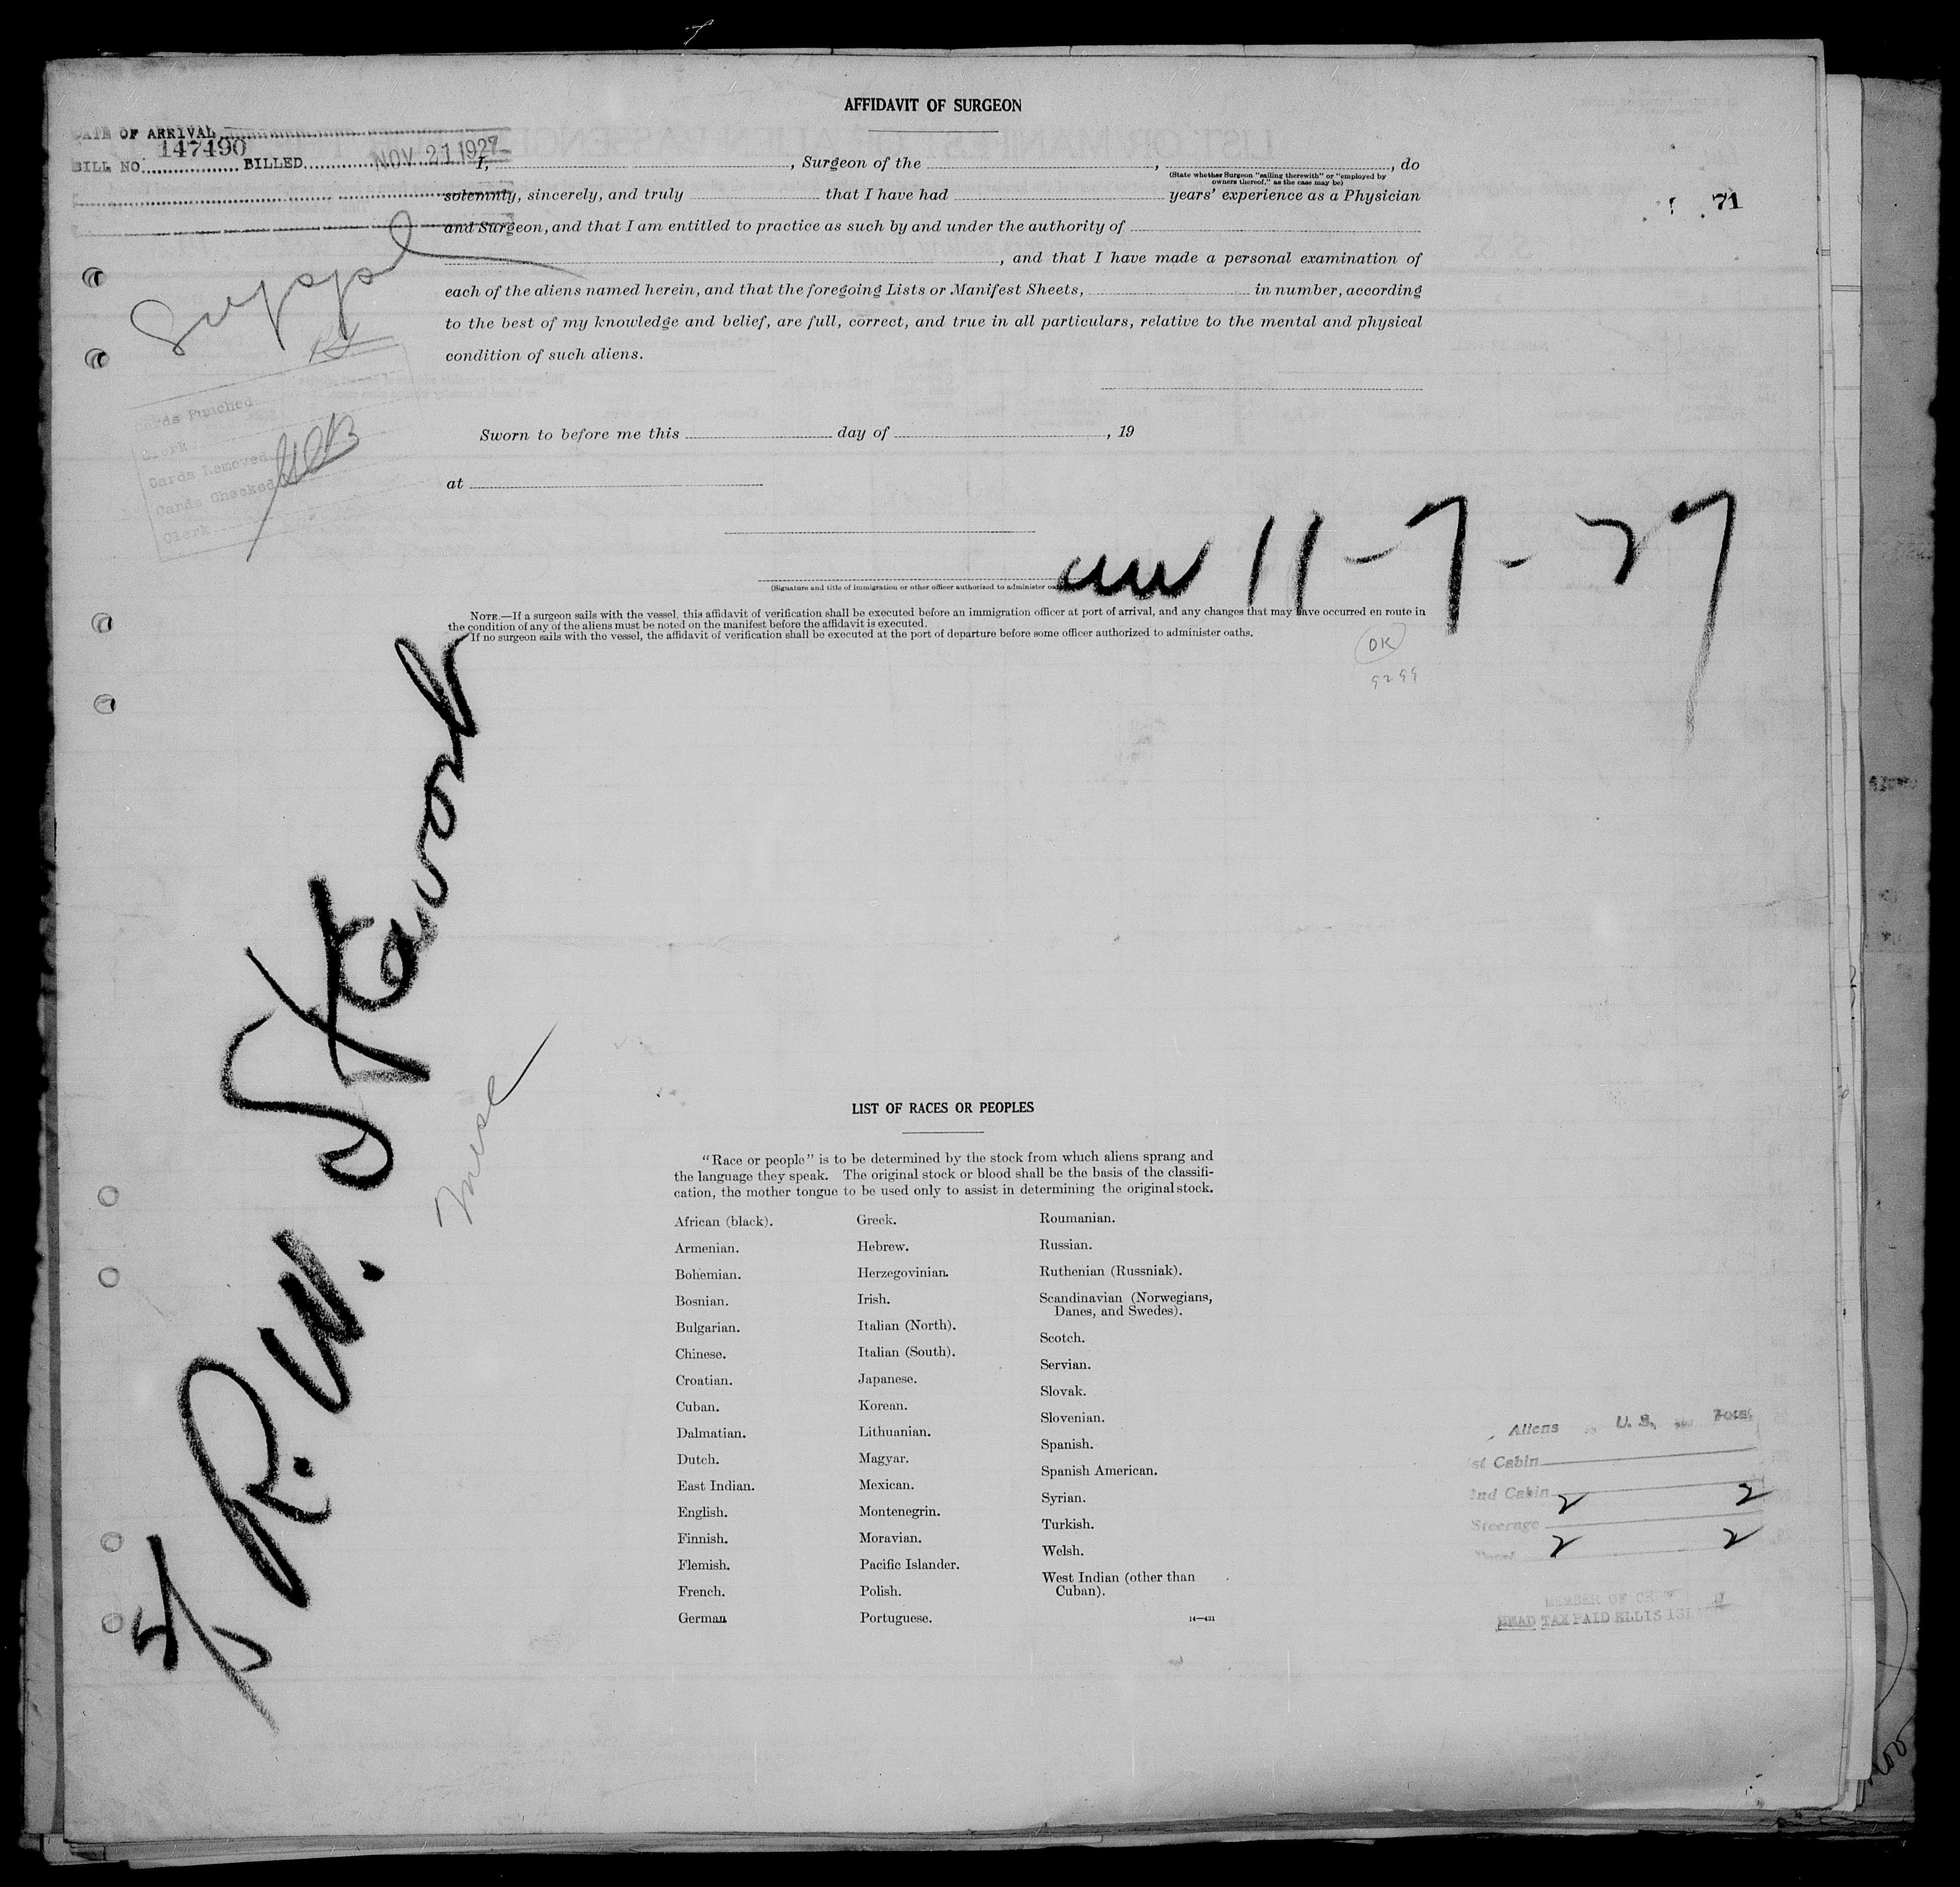 AFFIDAVIT OF SURGEON
DATE OF ARRIVAL
BILL NO. 147490 BILLED NOV 21 1927
I, , Surgeon of the , , do
(State whether Surgeon "sailing therewith" or "employed by owners thereof," as the case may be)
solemnly, sincerely, and truly that I have had years' experience as a Physician
71
and Surgeon, and that I am entitled to practice as such by and under the authority of
, and that I have made a personal examination of
each of the aliens named herein, and that the foregoing Lists or Manifest Sheets, in number, according
to the best of my knowledge and belief, are full, correct, and true in all particulars, relative to the mental and physical
condition of such aliens.
Suppl
Cards Punched
Clerk
Cards Removed
Cards Checked
Clerk
Sworn to before me this day of , 19
at
11-7-27
(Signature and title of immigration or other officer authorized to administer
NOTE.—If a surgeon sails with the vessel, this affidavit of verification shall be executed before an immigration officer at port of arrival, and any changes that may have occurred en route in
the condition of any of the aliens must be noted on the manifest before the affidavit is executed.
If no surgeon sails with the vessel, the affidavit of verification shall be executed at the port of departure before some officer authorized to administer oaths.
OK
9299
R. W. Stewart
LIST OF RACES OR PEOPLES
"Race or people" is to be determined by the stock from which aliens sprang and
the language they speak. The original stock or blood shall be the basis of the classifi-
cation, the mother tongue to be used only to assist in determining the original stock.
African (black).
Armenian.
Bohemian.
Bosnian.
Bulgarian.
Chinese.
Croatian.
Cuban.
Dalmatian.
Dutch.
East Indian.
English.
Finnish.
Flemish.
French.
German
Greek.
Hebrew.
Herzegovinian.
Irish.
Italian (North).
Italian (South).
Japanese.
Korean.
Lithuanian.
Magyar.
Mexican.
Montenegrin.
Moravian.
Pacific Islander.
Polish.
Portuguese.
Roumanian.
Russian.
Ruthenian (Russniak).
Scandinavian (Norwegians,
Danes, and Swedes).
Scotch.
Servian.
Slovak.
Slovenian.
Spanish.
Spanish American.
Syrian.
Turkish.
Welsh.
West Indian (other than
Cuban).
14—431
Aliens U. S. Total
1st Cabin
2nd Cabin 2 2
Steerage
2 2
MEMBER OF CREW
HEAD TAX PAID ELLIS ISL